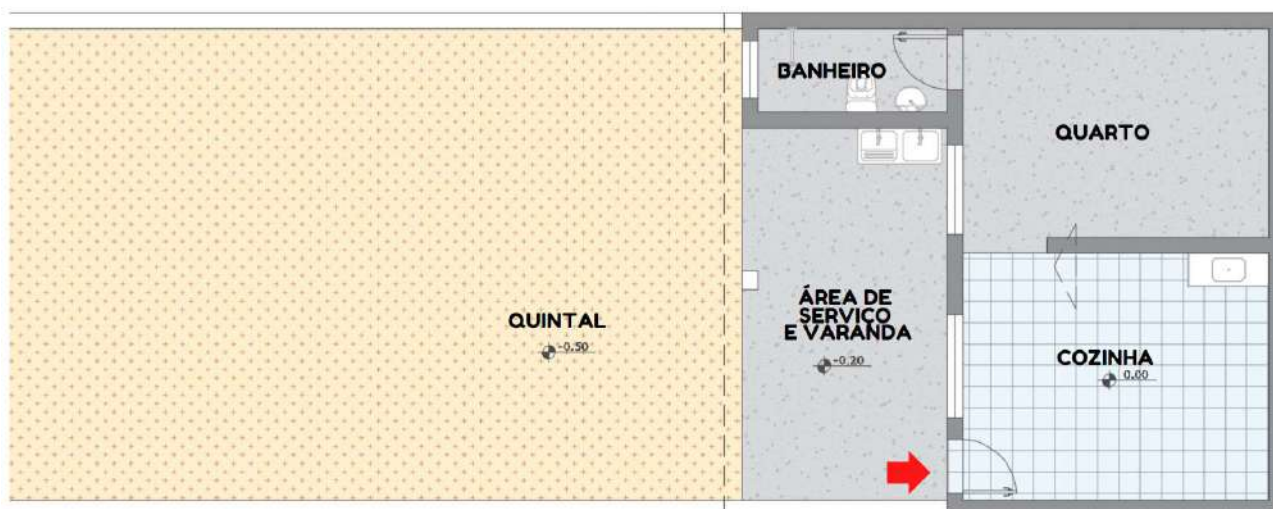 BANHEIRO
QUARTO
QUINTAL
-0.50
ÁREA DE
SERVIÇO
E VARANDA
-0.20
COZINHA
0.00